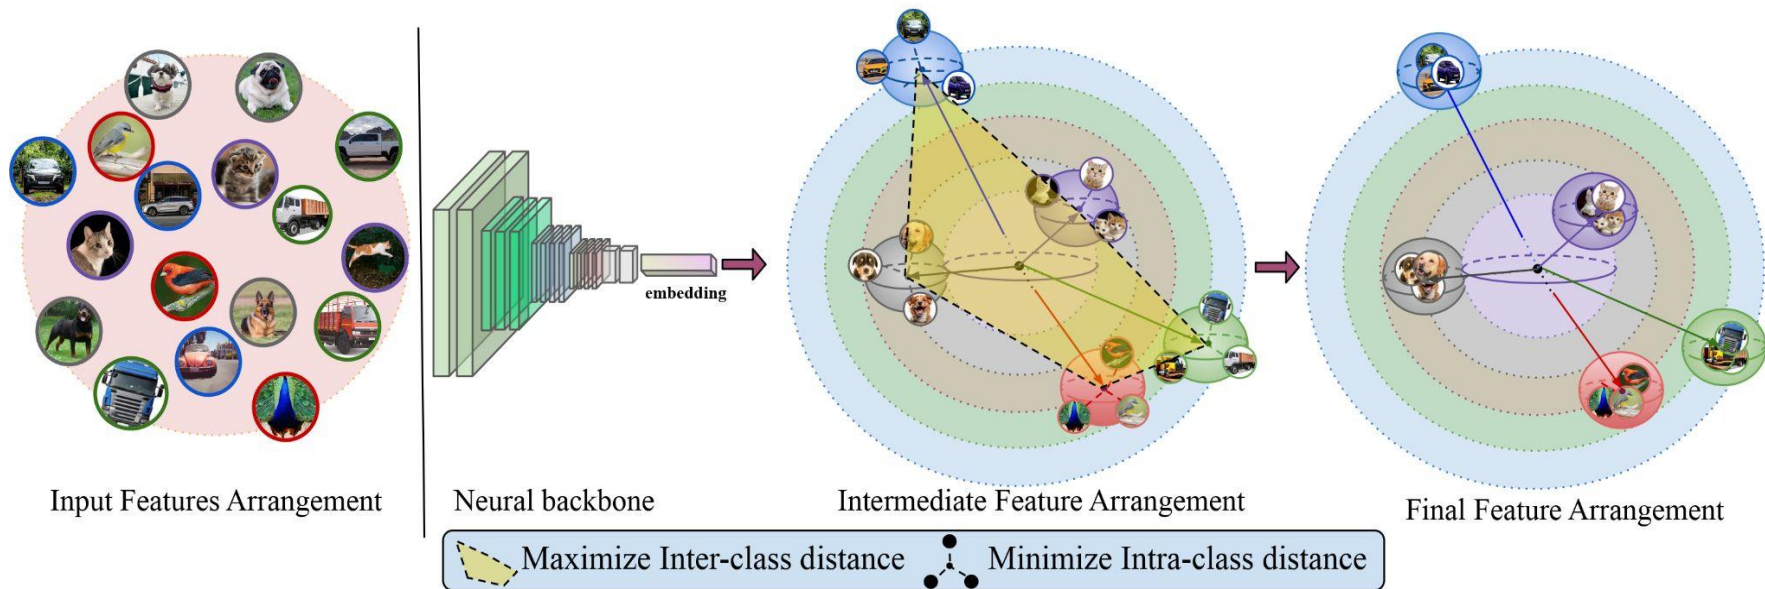 embedding
Input Features Arrangement
Neural backbone
Intermediate Feature Arrangement
Final Feature Arrangement
Maximize Inter-class distance
Minimize Intra-class distance